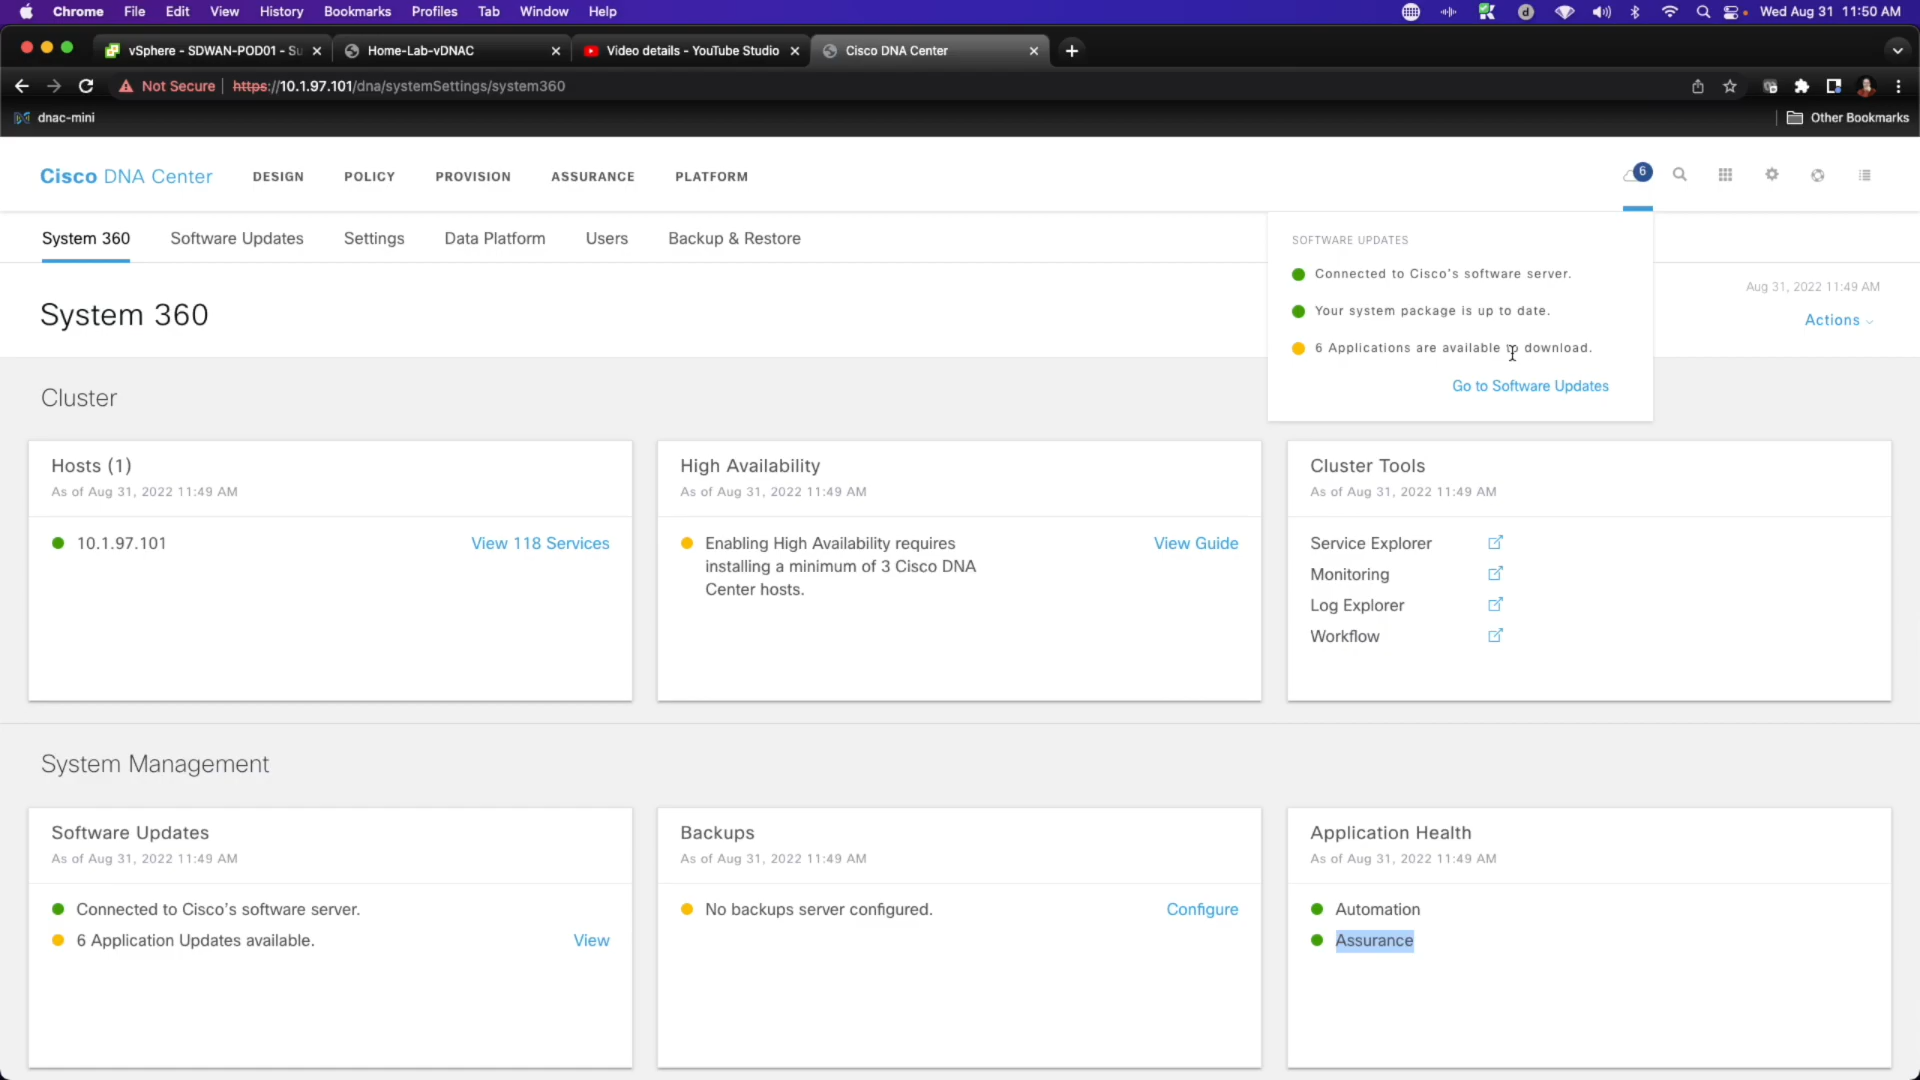 Chrome File Edit View History Bookmarks Profiles Tab Window Help Wed Aug 31 11:50 AM
vSphere - SDWAN-POD01 - Su Home-Lab-vDNAC Video details - YouTube Studio Cisco DNA Center
Not Secure https://10.1.97.101/dna/systemSettings/system360
dnac-mini Other Bookmarks
Cisco DNA Center DESIGN POLICY PROVISION ASSURANCE PLATFORM 6
System 360 Software Updates Settings Data Platform Users Backup & Restore
SOFTWARE UPDATES
Connected to Cisco's software server.
Your system package is up to date.
6 Applications are available to download.
Go to Software Updates
System 360
Aug 31, 2022 11:49 AM
Actions
Cluster
Hosts (1)
As of Aug 31, 2022 11:49 AM
10.1.97.101 View 118 Services
High Availability
As of Aug 31, 2022 11:49 AM
Enabling High Availability requires View Guide
installing a minimum of 3 Cisco DNA
Center hosts.
Cluster Tools
As of Aug 31, 2022 11:49 AM
Service Explorer
Monitoring
Log Explorer
Workflow
System Management
Software Updates
As of Aug 31, 2022 11:49 AM
Connected to Cisco's software server.
6 Application Updates available. View
Backups
As of Aug 31, 2022 11:49 AM
No backups server configured. Configure
Application Health
As of Aug 31, 2022 11:49 AM
Automation
Assurance